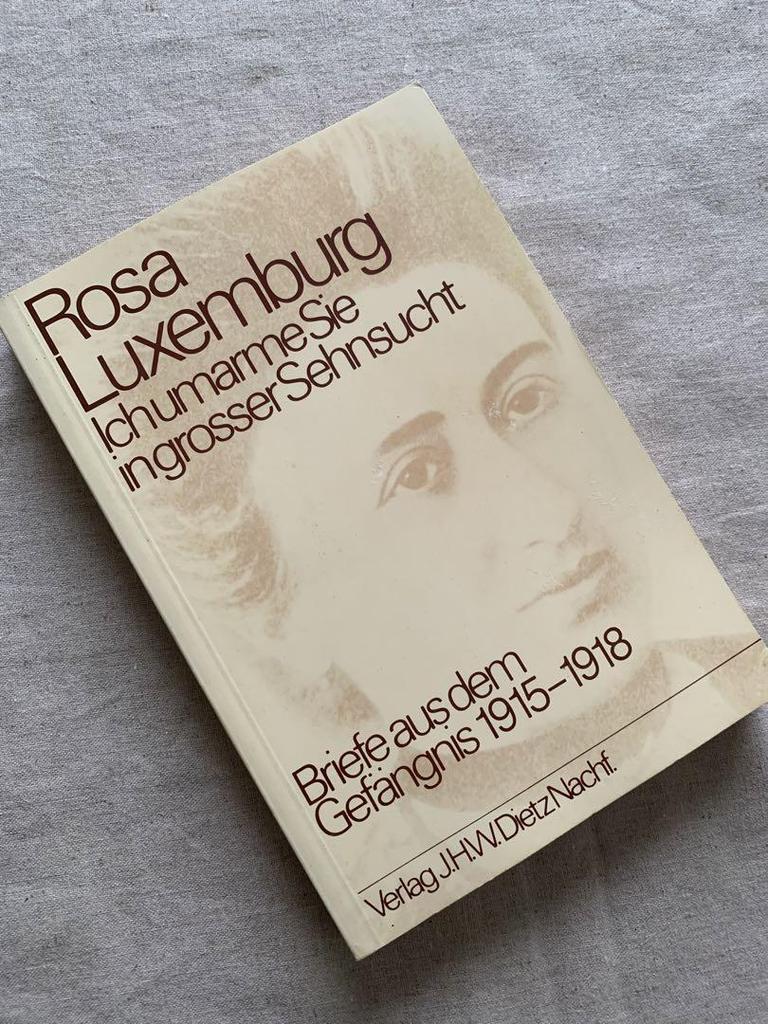 Rosa
Luxemburg
Ich umarme Sie
in grosser Sehnsucht
Briefe aus dem
Gefängnis 1915–1918
Verlag J.H.W. Dietz Nachf.